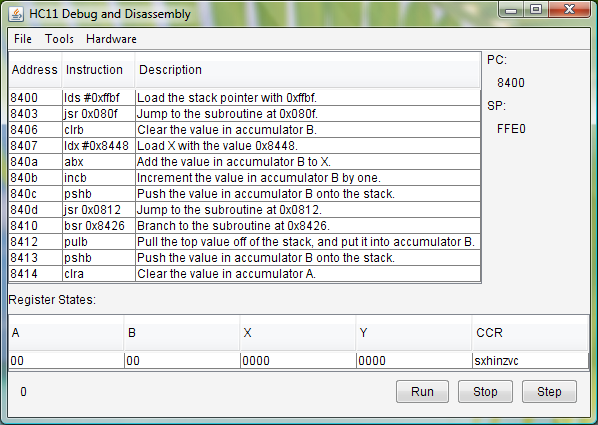 HC11 Debug and Disassembly
File Tools Hardware
Address Instruction Description
8400 lds #0xffbf Load the stack pointer with 0xffbf.
8403 jsr 0x080f Jump to the subroutine at 0x080f.
8406 clrb Clear the value in accumulator B.
8407 ldx #0x8448 Load X with the value 0x8448.
840a abx Add the value in accumulator B to X.
840b incb Increment the value in accumulator B by one.
840c pshb Push the value in accumulator B onto the stack.
840d jsr 0x0812 Jump to the subroutine at 0x0812.
8410 bsr 0x8426 Branch to the subroutine at 0x8426.
8412 pulb Pull the top value off of the stack, and put it into accumulator B.
8413 pshb Push the value in accumulator B onto the stack.
8414 clra Clear the value in accumulator A.
PC:
8400
SP:
FFE0
Register States:
A B X Y CCR
00 00 0000 0000 sxhinzvc
0 Run Stop Step